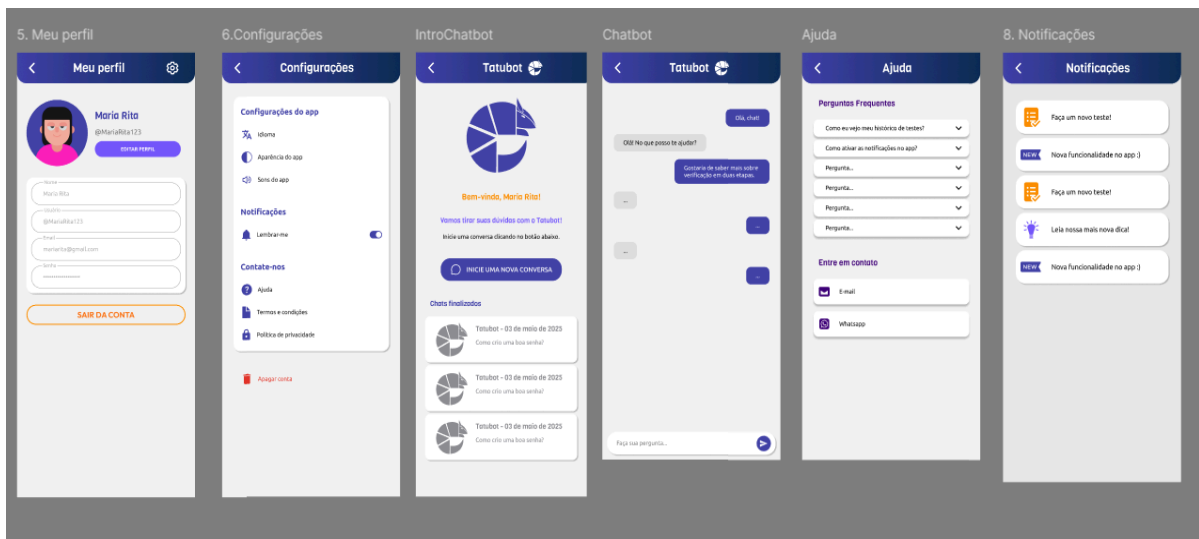 5. Meu perfil
Meu perfil
Maria Rita
@MariaRita123
EDITAR PERFIL
Nome
Maria Rita
Usuário
@MariaRita123
Email
mariarita@gmail.com
Senha
SAIR DA CONTA
6.Configurações
Configurações
Configurações do app
Idioma
Aparência do app
Sons do app
Notificações
Lembrar-me
Contate-nos
Ajuda
Termos e condições
Política de privacidade
Apagar conta
IntroChatbot
Tatubot
Bem-vindo, Maria Rita!
Vamos tirar suas dúvidas com o Tatubot!
Inicie uma conversa clicando no botão abaixo.
INICIE UMA NOVA CONVERSA
Chats finalizados
Tatubot - 03 de maio de 2025
Como crio uma boa senha?
Tatubot - 03 de maio de 2025
Como crio uma boa senha?
Tatubot - 03 de maio de 2025
Como crio uma boa senha?
Chatbot
Tatubot
Olá, chat!
Olá! No que posso te ajudar?
Gostaria de saber mais sobre
verificação em duas etapas.
...
...
...
...
Faça sua pergunta...
Ajuda
Ajuda
Perguntas Frequentes
Como eu vejo meu histórico de testes?
Como ativar as notificações no app?
Pergunta...
Pergunta...
Pergunta...
Pergunta...
Entre em contato
E-mail
Whatsapp
8. Notificações
Notificações
Faça um novo teste!
NEW
Nova funcionalidade no app :)
Faça um novo teste!
Leia nossa mais nova dica!
NEW
Nova funcionalidade no app :)